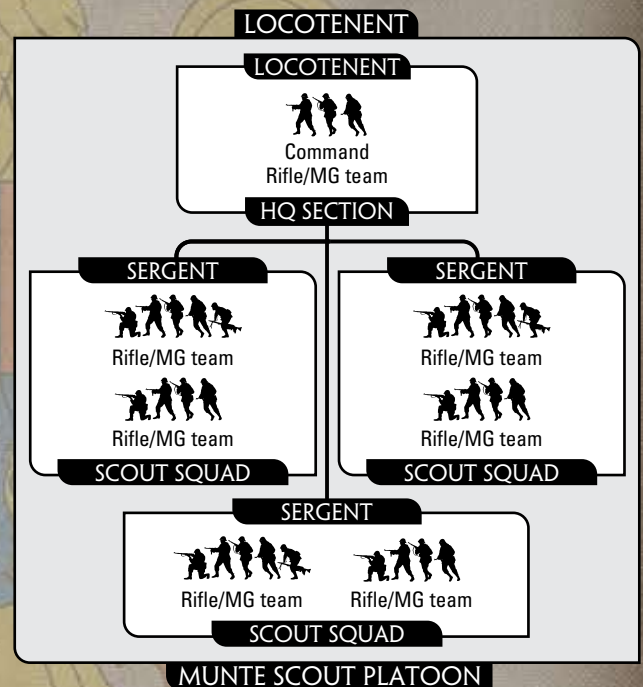 LOCOTENENT
LOCOTENENT
Command
Rifle/MG team
HQ SECTION
SERGENT
Rifle/MG team
Rifle/MG team
SCOUT SQUAD
SERGENT
Rifle/MG team
Rifle/MG team
SCOUT SQUAD
SERGENT
Rifle/MG team Rifle/MG team
SCOUT SQUAD
MUNTE SCOUT PLATOON